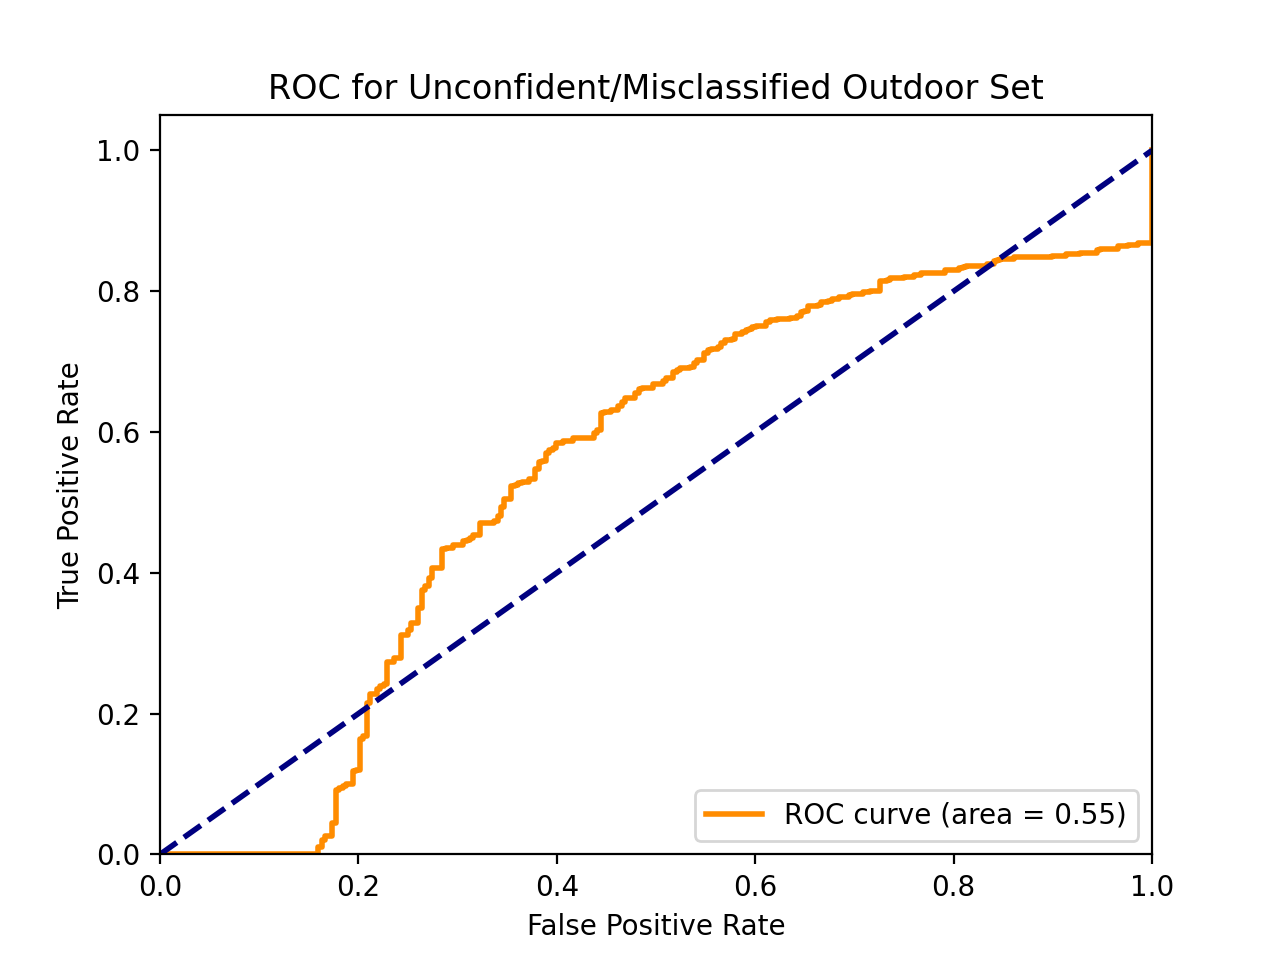 ROC for Unconfident/Misclassified Outdoor Set
True Positive Rate
1.0
0.8
0.6
0.4
0.2
0.0
ROC curve (area = 0.55)
0.0 0.2 0.4 0.6 0.8 1.0
False Positive Rate